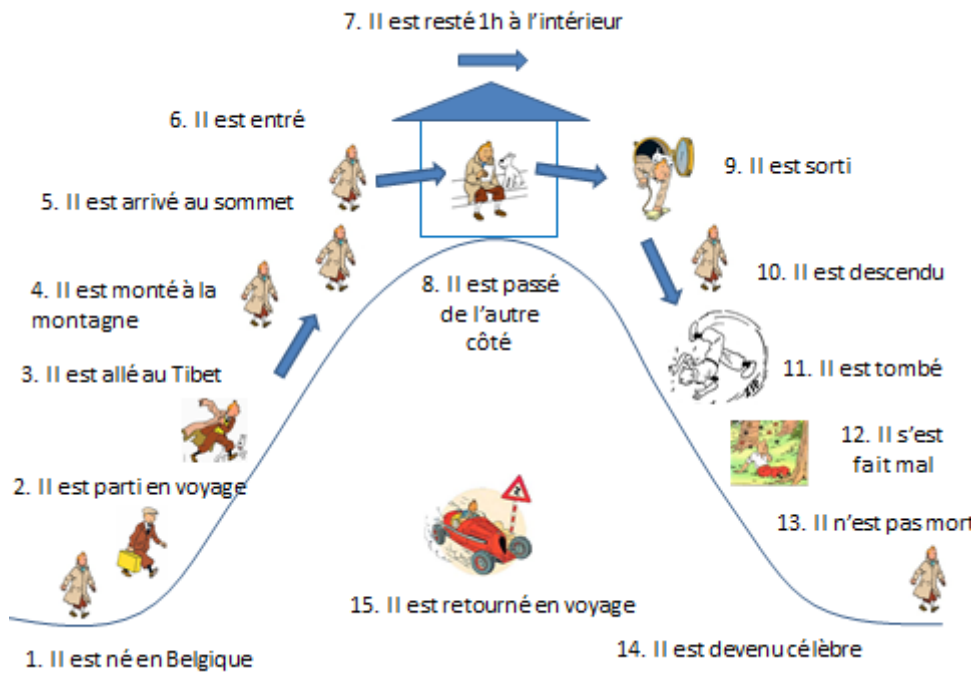 7. Il est resté 1h à l'intérieur
6. Il est entré
5. Il est arrivé au sommet
4. Il est monté à la
montagne
3. Il est allé au Tibet
2. Il est parti en voyage
1. Il est né en Belgique
8. Il est passé
de l'autre
côté
9. Il est sorti
10. Il est descendu
11. Il est tombé
12. Il s'est
fait mal
13. Il n'est pas mort
14. Il est devenu célèbre
15. Il est retourné en voyage